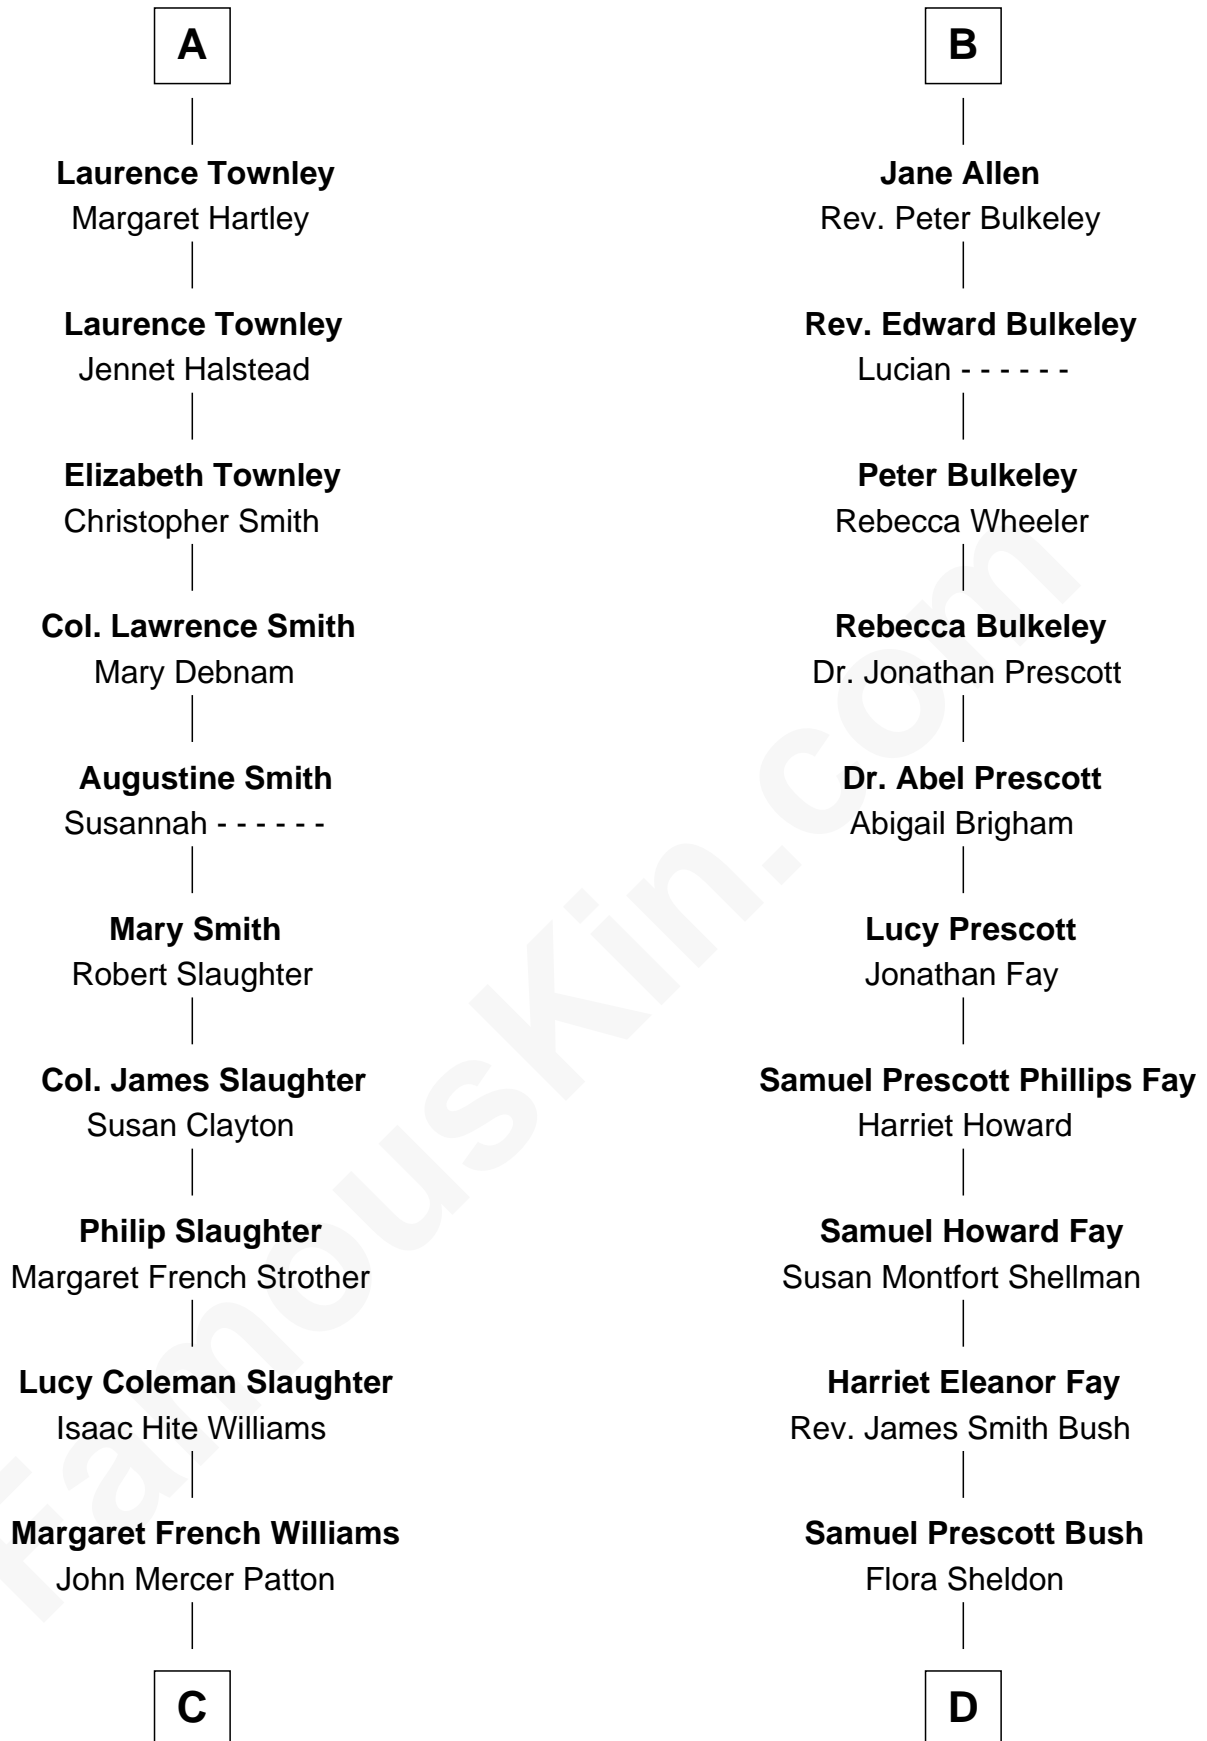 A
Laurence Townley
Margaret Hartley
Laurence Townley
Jennet Halstead
Elizabeth Townley
Christopher Smith
Col. Lawrence Smith
Mary Debnam
Augustine Smith
Susannah - - - - - -
Mary Smith
Robert Slaughter
Col. James Slaughter
Susan Clayton
Philip Slaughter
Margaret French Strother
Lucy Coleman Slaughter
Isaac Hite Williams
Margaret French Williams
John Mercer Patton
C
B
Jane Allen
Rev. Peter Bulkeley
Rev. Edward Bulkeley
Lucian - - - - - -
Peter Bulkeley
Rebecca Wheeler
Rebecca Bulkeley
Dr. Jonathan Prescott
Dr. Abel Prescott
Abigail Brigham
Lucy Prescott
Jonathan Fay
Samuel Prescott Phillips Fay
Harriet Howard
Samuel Howard Fay
Susan Montfort Shellman
Harriet Eleanor Fay
Rev. James Smith Bush
Samuel Prescott Bush
Flora Sheldon
D
FamousKin.com